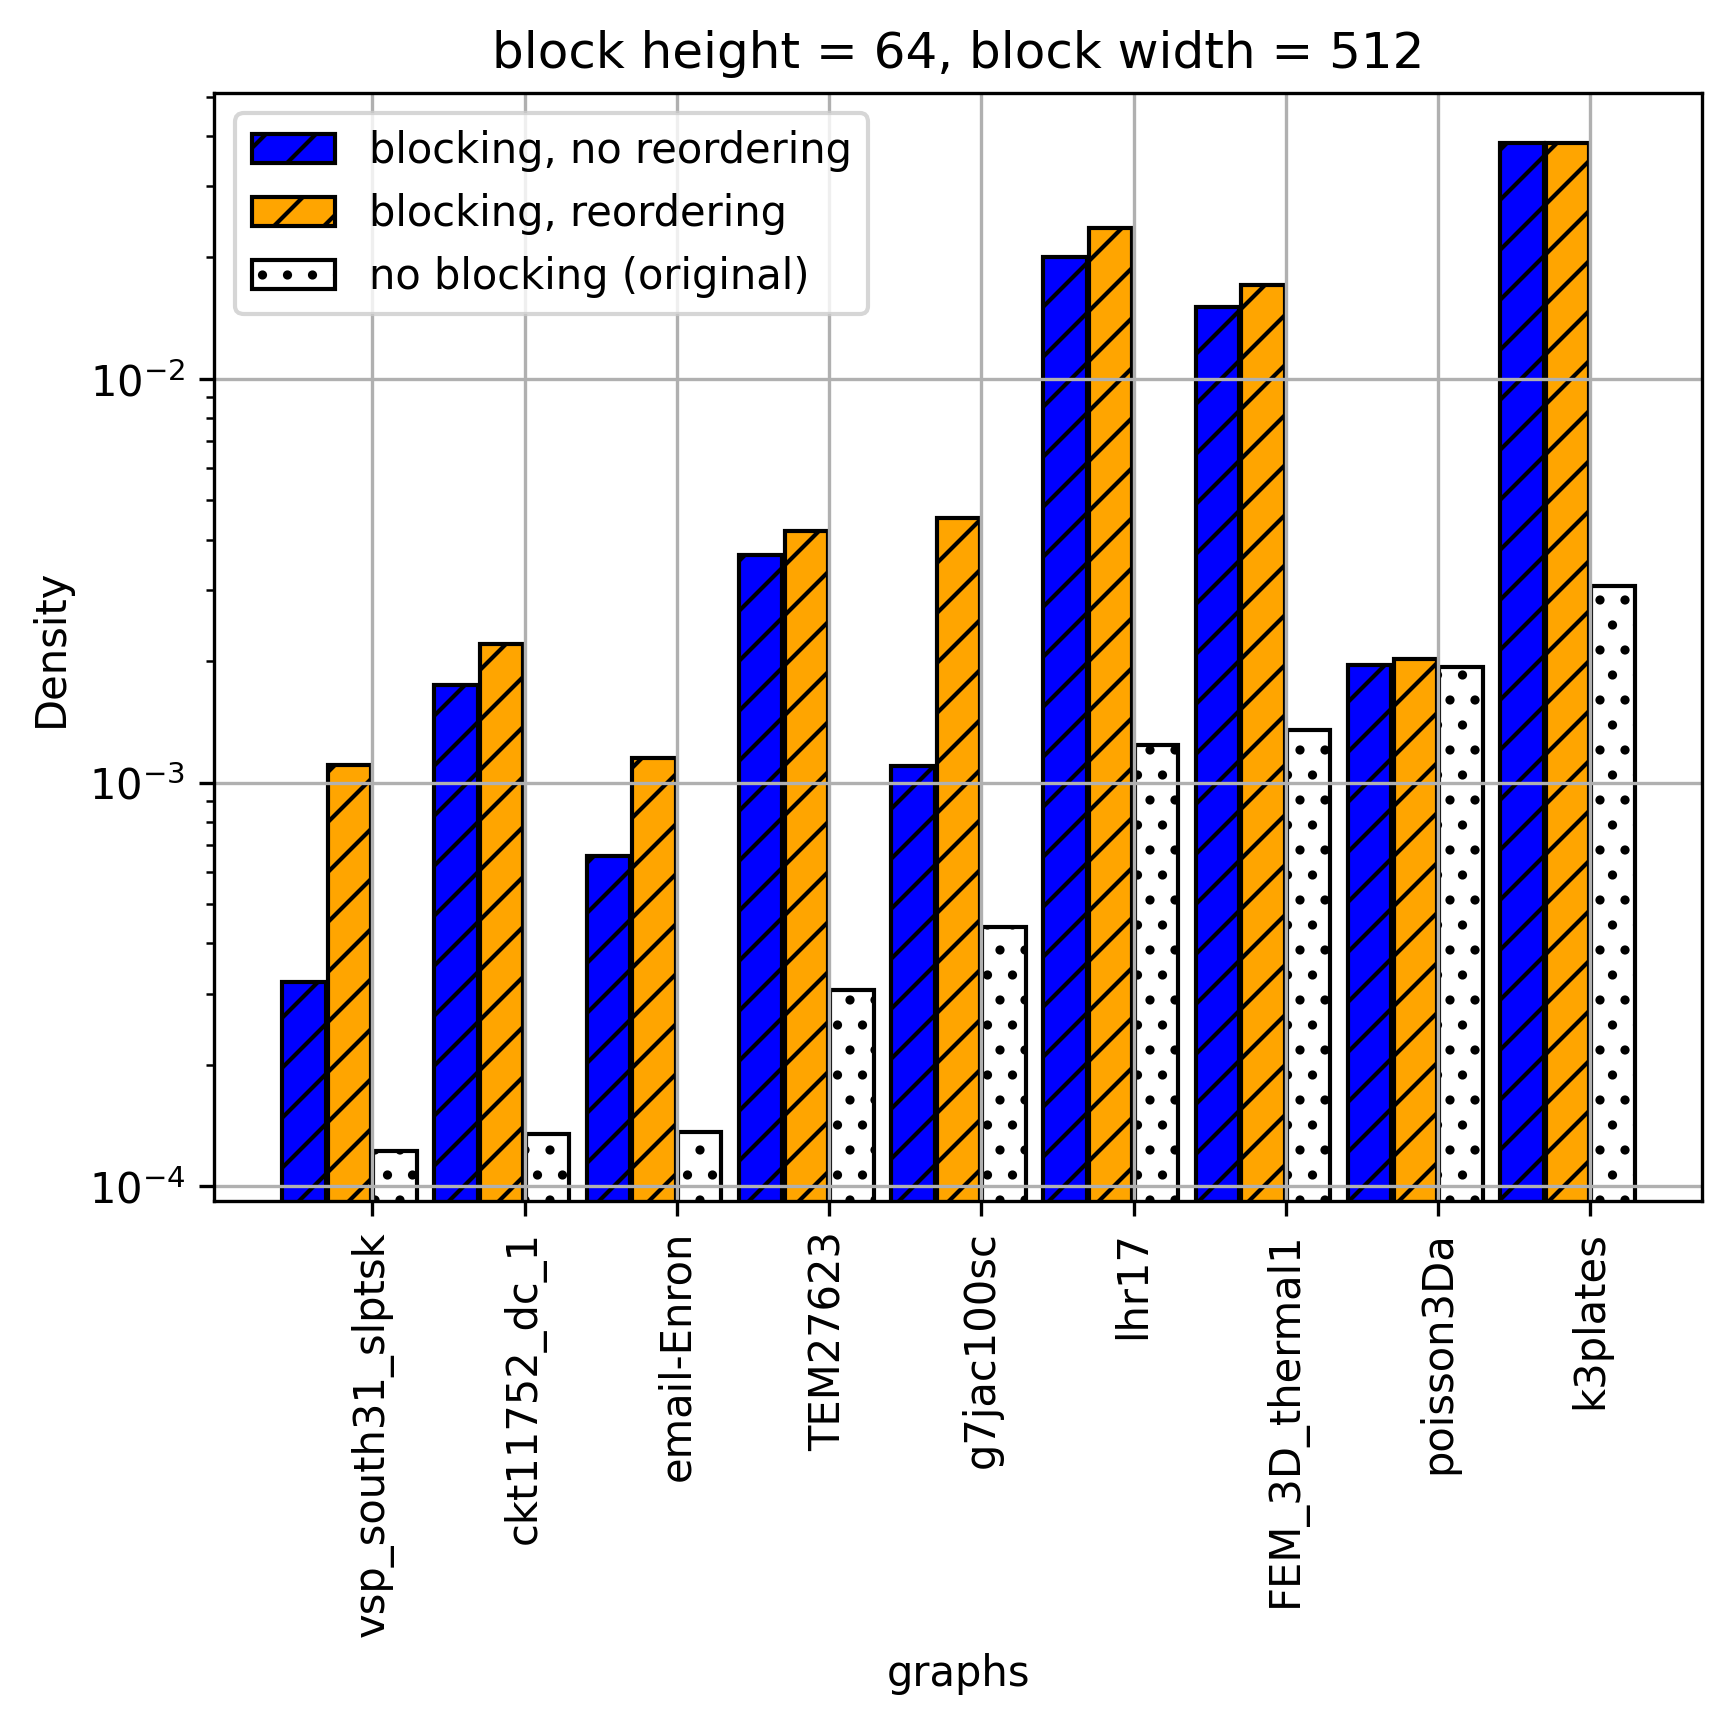 block height = 64, block width = 512
blocking, no reordering
blocking, reordering
no blocking (original)
Density
10⁻²
10⁻³
10⁻⁴
vsp_south31_slptsk
ckt11752_dc_1
email-Enron
TEM27623
g7jac100sc
lhr17
FEM_3D_thermal1
poisson3Da
k3plates
graphs